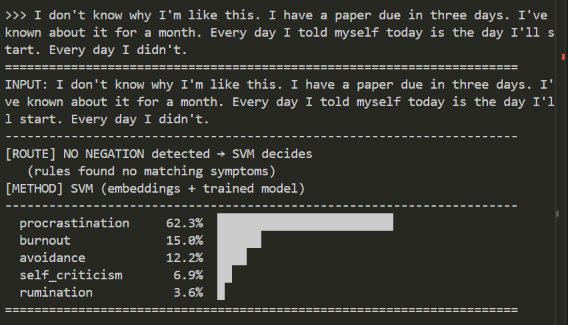 >>> I don't know why I'm like this. I have a paper due in three days. I've
known about it for a month. Every day I told myself today is the day I'll s
tart. Every day I didn't.
======================================================================
INPUT: I don't know why I'm like this. I have a paper due in three days. I'
ve known about it for a month. Every day I told myself today is the day I'l
l start. Every day I didn't.
----------------------------------------------------------------------
[ROUTE] NO NEGATION detected → SVM decides
(rules found no matching symptoms)
[METHOD] SVM (embeddings + trained model)
----------------------------------------------------------------------
procrastination 62.3%
burnout 15.0%
avoidance 12.2%
self_criticism 6.9%
rumination 3.6%
======================================================================